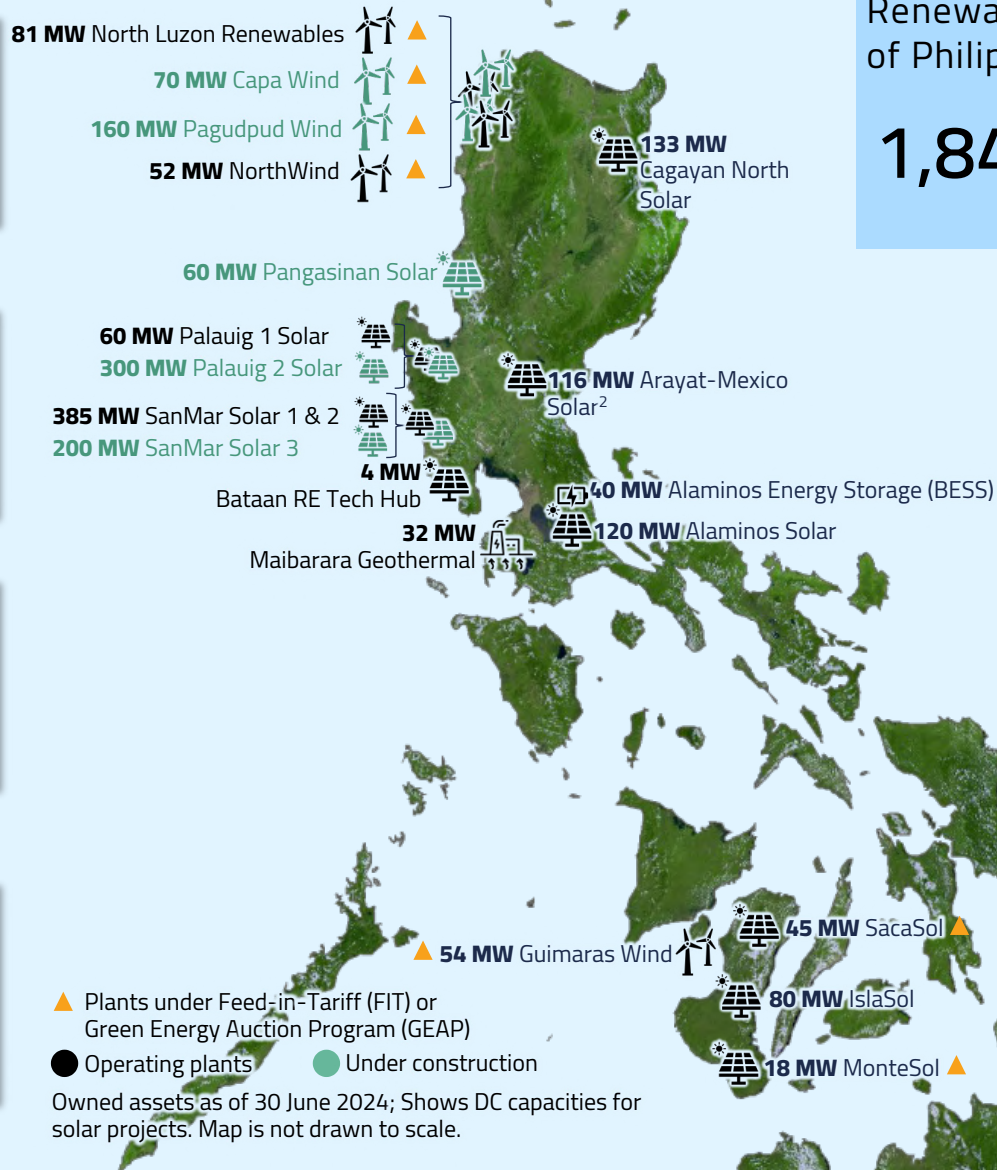 Renewa
of Philip
1,84
81 MW North Luzon Renewables
70 MW Capa Wind
160 MW Pagudpud Wind
52 MW NorthWind
133 MW
Cagayan North
Solar
60 MW Pangasinan Solar
60 MW Palauig 1 Solar
300 MW Palauig 2 Solar
116 MW Arayat-Mexico
Solar²
385 MW SanMar Solar 1 & 2
200 MW SanMar Solar 3
4 MW
Bataan RE Tech Hub
40 MW Alaminos Energy Storage (BESS)
120 MW Alaminos Solar
32 MW
Maibarara Geothermal
45 MW SacaSol
54 MW Guimaras Wind
80 MW IslaSol
18 MW MonteSol
Plants under Feed-in-Tariff (FIT) or
Green Energy Auction Program (GEAP)
Operating plants
Under construction
Owned assets as of 30 June 2024; Shows DC capacities for
solar projects. Map is not drawn to scale.